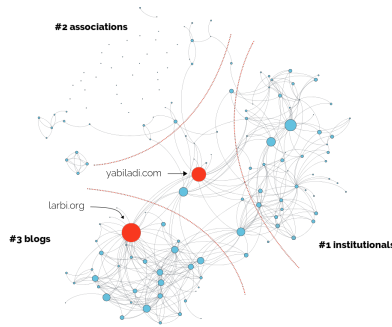 #2 associations
yabiladi.com
larbi.org
#3 blogs
#1 institutionals